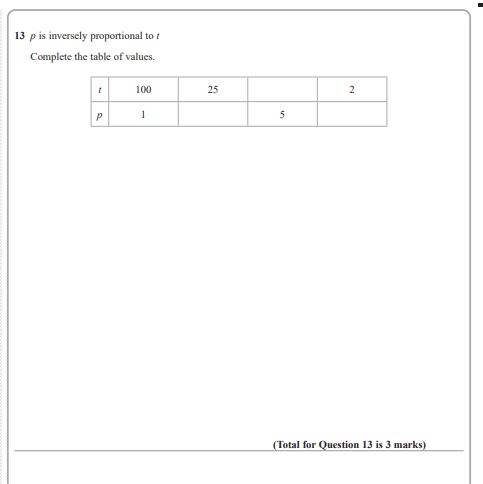 13 p is inversely proportional to t
Complete the table of values.
t 100 25 2
p 1 5
(Total for Question 13 is 3 marks)